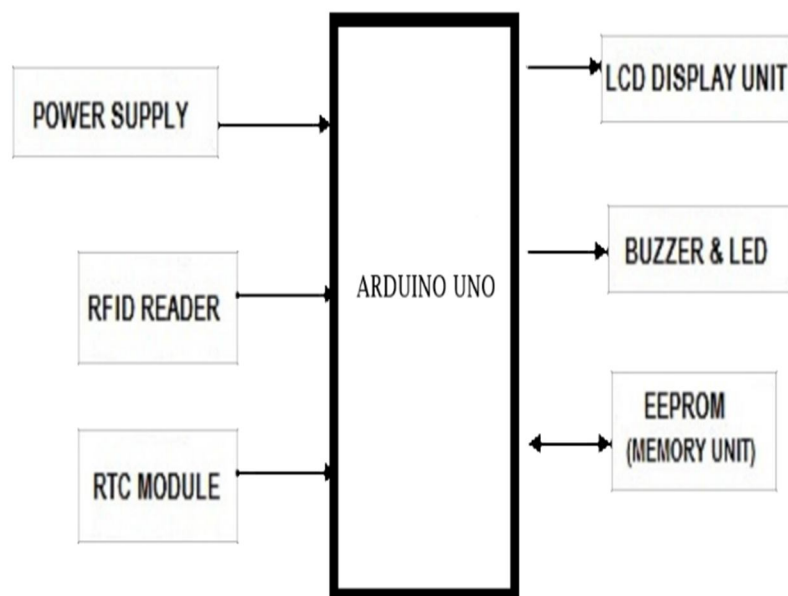 POWER SUPPLY
RFID READER
RTC MODULE
ARDUINO UNO
LCD DISPLAY UNIT
BUZZER & LED
EEPROM
(MEMORY UNIT)